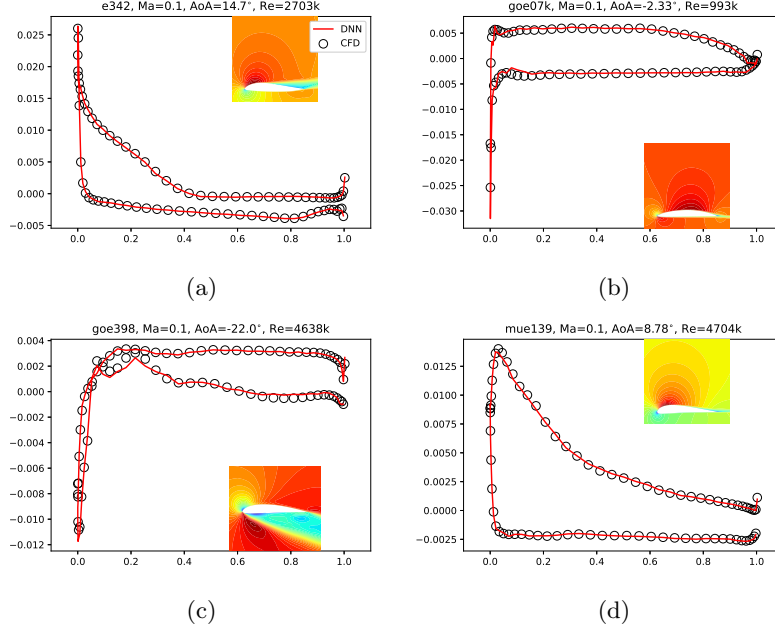 e342, Ma=0.1, AoA=14.7°, Re=2703k
0.025
0.020
0.015
0.010
0.005
0.000
−0.005
0.0 0.2 0.4 0.6 0.8 1.0
DNN
CFD
(a)
goe07k, Ma=0.1, AoA=-2.33°, Re=993k
0.005
0.000
−0.005
−0.010
−0.015
−0.020
−0.025
−0.030
0.0 0.2 0.4 0.6 0.8 1.0
(b)
goe398, Ma=0.1, AoA=-22.0°, Re=4638k
0.004
0.002
0.000
−0.002
−0.004
−0.006
−0.008
−0.010
−0.012
0.0 0.2 0.4 0.6 0.8 1.0
(c)
mue139, Ma=0.1, AoA=8.78°, Re=4704k
0.0125
0.0100
0.0075
0.0050
0.0025
0.0000
−0.0025
0.0 0.2 0.4 0.6 0.8 1.0
(d)